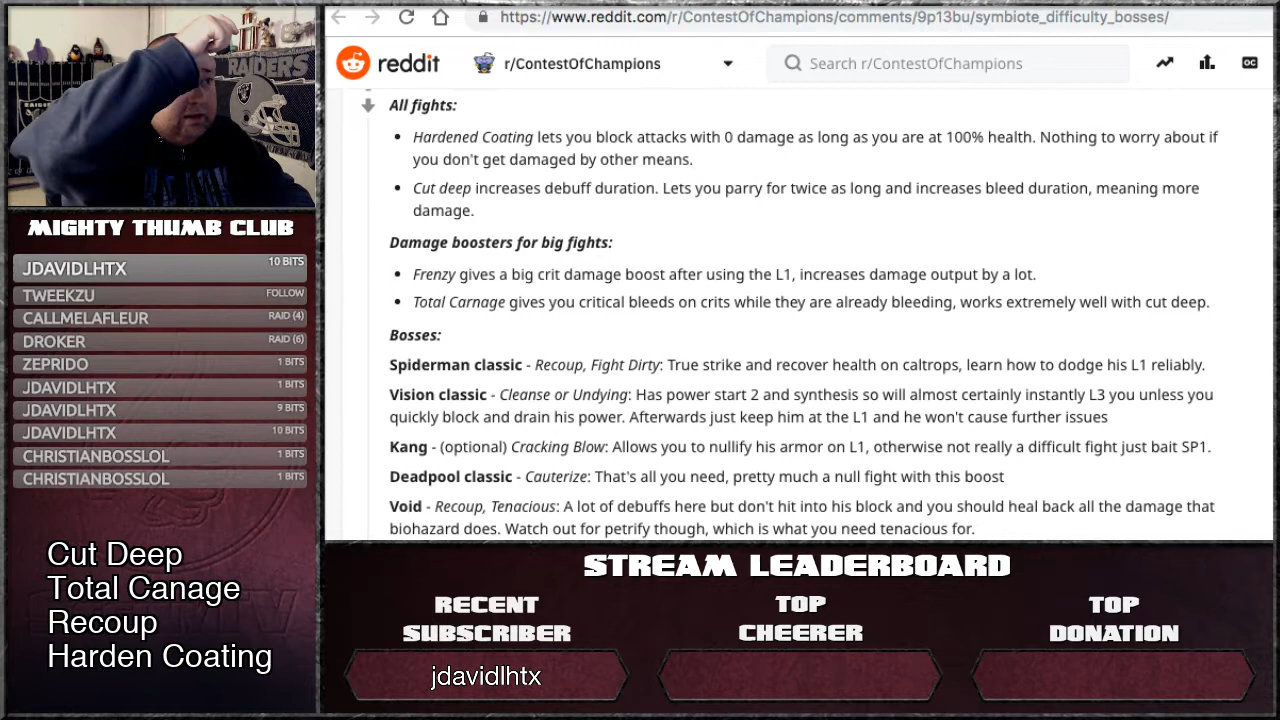 RAIDERS
https://www.reddit.com/r/ContestOfChampions/comments/9p13bu/symbiote_difficulty_bosses/
reddit
r/ContestOfChampions
Search r/ContestOfChampions
OC
All fights:
• Hardened Coating lets you block attacks with 0 damage as long as you are at 100% health. Nothing to worry about if
you don't get damaged by other means.
• Cut deep increases debuff duration. Lets you parry for twice as long and increases bleed duration, meaning more
damage.
Damage boosters for big fights:
• Frenzy gives a big crit damage boost after using the L1, increases damage output by a lot.
• Total Carnage gives you critical bleeds on crits while they are already bleeding, works extremely well with cut deep.
Bosses:
Spiderman classic - Recoup, Fight Dirty: True strike and recover health on caltrops, learn how to dodge his L1 reliably.
Vision classic - Cleanse or Undying: Has power start 2 and synthesis so will almost certainly instantly L3 you unless you
quickly block and drain his power. Afterwards just keep him at the L1 and he won't cause further issues
Kang - (optional) Cracking Blow: Allows you to nullify his armor on L1, otherwise not really a difficult fight just bait SP1.
Deadpool classic - Cauterize: That's all you need, pretty much a null fight with this boost
Void - Recoup, Tenacious: A lot of debuffs here but don't hit into his block and you should heal back all the damage that
biohazard does. Watch out for petrify though, which is what you need tenacious for.
MIGHTY THUMB CLUB
JDAVIDLHTX 10 BITS
TWEEKZU FOLLOW
CALLMELAFLEUR RAID (4)
DROKER RAID (6)
ZEPRIDO 1 BITS
JDAVIDLHTX 1 BITS
JDAVIDLHTX 9 BITS
JDAVIDLHTX 10 BITS
CHRISTIANBOSSLOL 1 BITS
CHRISTIANBOSSLOL 1 BITS
Cut Deep
Total Canage
Recoup
Harden Coating
STREAM LEADERBOARD
RECENT
SUBSCRIBER
jdavidlhtx
TOP
CHEERER
TOP
DONATION